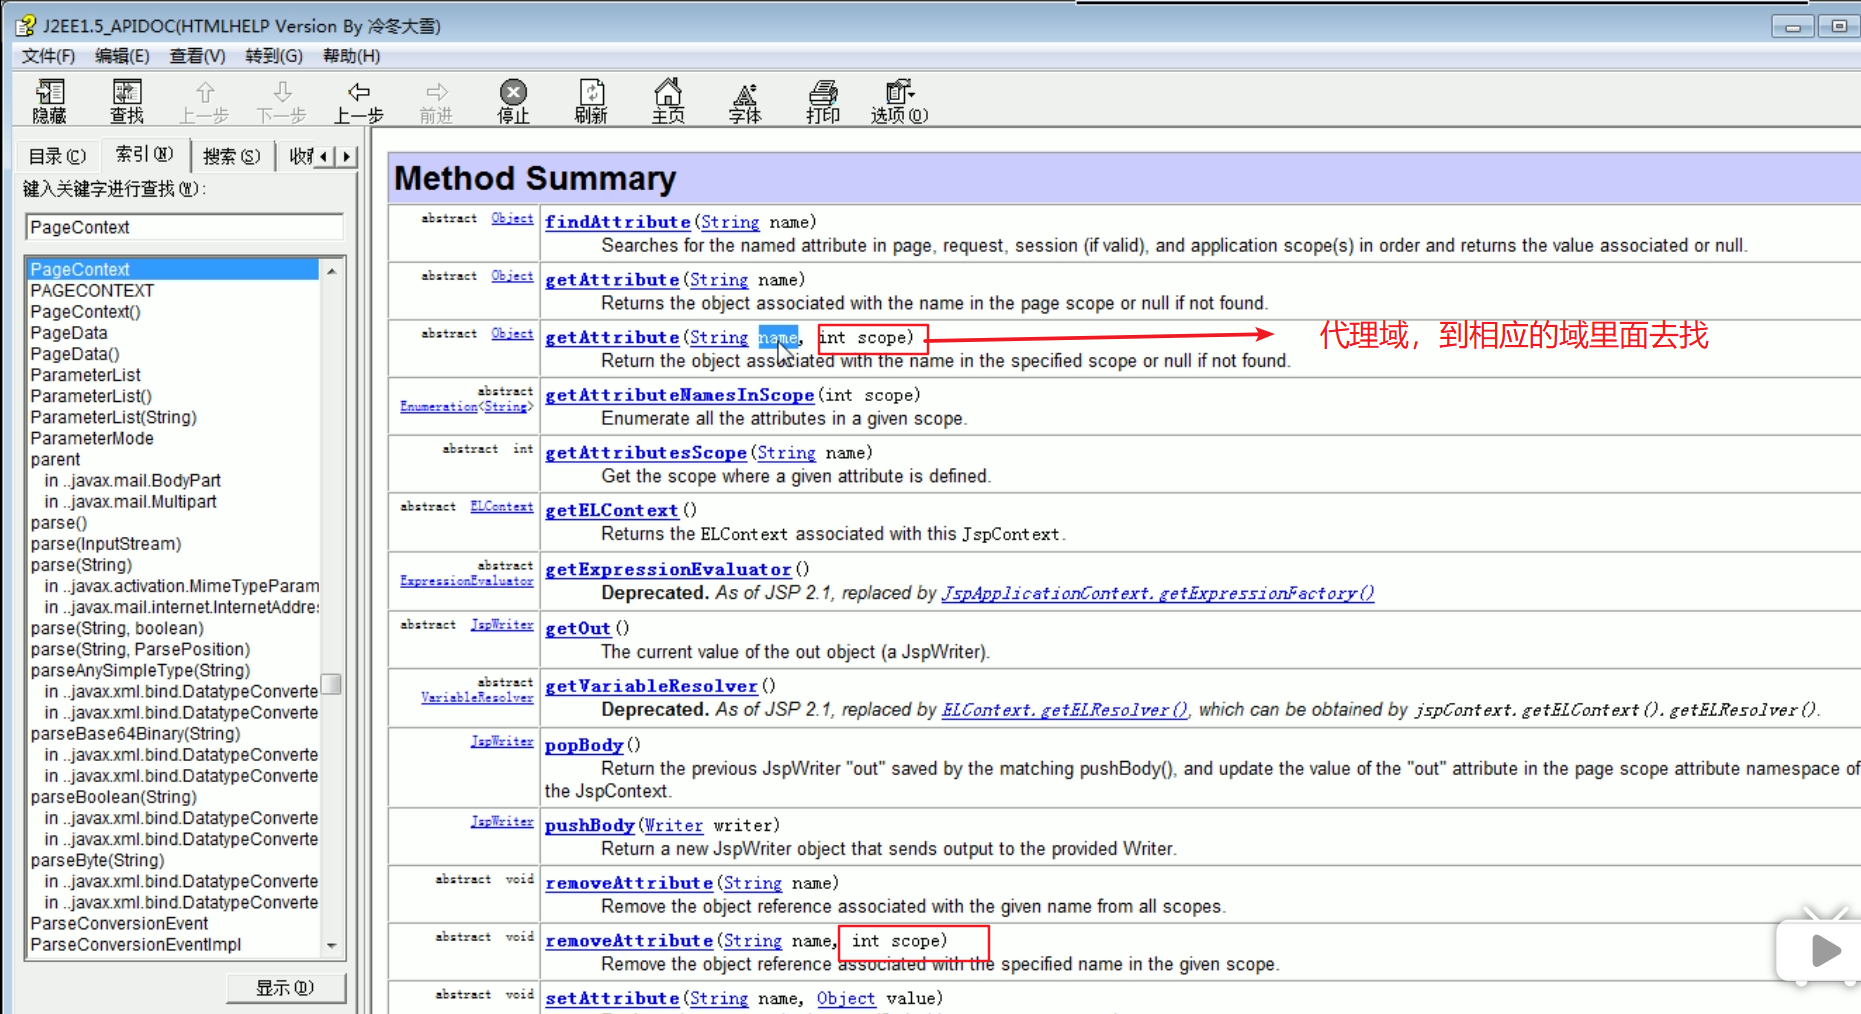 J2EE1.5_APIDOC(HTMLHELP Version By 冷冬大雪)
文件(F) 编辑(E) 查看(V) 转到(G) 帮助(H)
隐藏 查找 上一步 下一步 上一步 前进 停止 刷新 主页 字体 打印 选项(O)
目录(C) 索引(N) 搜索(S)
键入关键字进行查找(W):
PageContext
PageContext
PAGECONTEXT
PageContext()
PageData
PageData()
ParameterList
ParameterList()
ParameterList(String)
ParameterMode
parent
in ..javax.mail.BodyPart
in ..javax.mail.Multipart
parse()
parse(InputStream)
parse(String)
in ..javax.activation.MimeTypeParam
in ..javax.mail.internet.InternetAddre
parse(String, boolean)
parse(String, ParsePosition)
parseAnySimpleType(String)
in ..javax.xml.bind.DatatypeConverte
in ..javax.xml.bind.DatatypeConverte
parseBase64Binary(String)
in ..javax.xml.bind.DatatypeConverte
in ..javax.xml.bind.DatatypeConverte
parseBoolean(String)
in ..javax.xml.bind.DatatypeConverte
in ..javax.xml.bind.DatatypeConverte
parseByte(String)
in ..javax.xml.bind.DatatypeConverte
in ..javax.xml.bind.DatatypeConverte
ParseConversionEvent
ParseConversionEventImpl
显示(D)
Method Summary
abstract Object findAttribute(String name)
Searches for the named attribute in page, request, session (if valid), and application scope(s) in order and returns the value associated or null.
abstract Object getAttribute(String name)
Returns the object associated with the name in the page scope or null if not found.
abstract Object getAttribute(String name, int scope) 代理域，到相应的域里面去找
Return the object associated with the name in the specified scope or null if not found.
abstract Enumeration<String> getAttributeNamesInScope(int scope)
Enumerate all the attributes in a given scope.
abstract int getAttributesScope(String name)
Get the scope where a given attribute is defined.
abstract ELContext getELContext()
Returns the ELContext associated with this JspContext.
abstract ExpressionEvaluator getExpressionEvaluator()
Deprecated. As of JSP 2.1, replaced by JspApplicationContext.getExpressionFactory()
abstract JspWriter getOut()
The current value of the out object (a JspWriter).
abstract VariableResolver getVariableResolver()
Deprecated. As of JSP 2.1, replaced by ELContext.getELResolver(), which can be obtained by jspContext.getELContext().getELResolver().
JspWriter popBody()
Return the previous JspWriter "out" saved by the matching pushBody(), and update the value of the "out" attribute in the page scope attribute namespace of
the JspContext.
JspWriter pushBody(Writer writer)
Return a new JspWriter object that sends output to the provided Writer.
abstract void removeAttribute(String name)
Remove the object reference associated with the given name from all scopes.
abstract void removeAttribute(String name, int scope)
Remove the object reference associated with the specified name in the given scope.
abstract void setAttribute(String name, Object value)